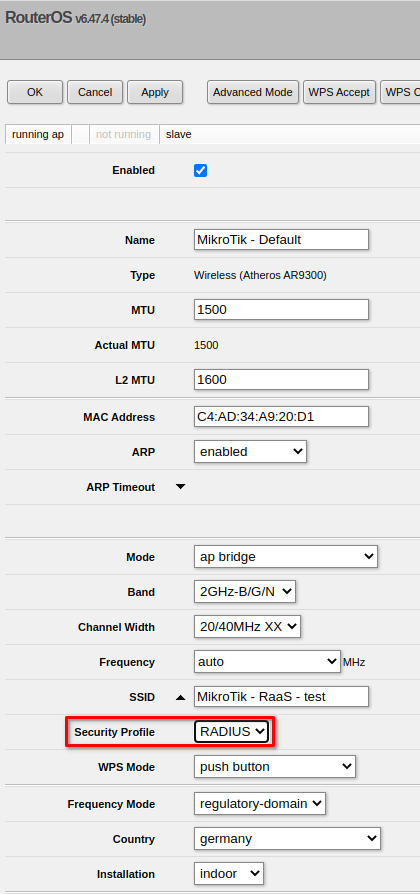 RouterOS v6.47.4 (stable)
OK Cancel Apply Advanced Mode WPS Accept WPS C
running ap not running slave
Enabled
Name MikroTik - Default
Type Wireless (Atheros AR9300)
MTU 1500
Actual MTU 1500
L2 MTU 1600
MAC Address C4:AD:34:A9:20:D1
ARP enabled
ARP Timeout
Mode ap bridge
Band 2GHz-B/G/N
Channel Width 20/40MHz XX
Frequency auto MHz
SSID MikroTik - RaaS - test
Security Profile RADIUS
WPS Mode push button
Frequency Mode regulatory-domain
Country germany
Installation indoor